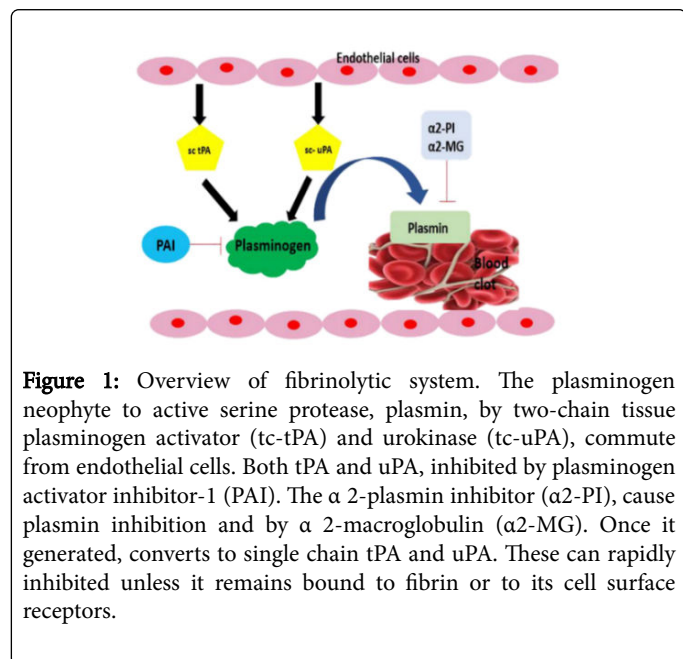 Endothelial cells
α2-PI
α2-MG
sc tPA
sc- uPA
Plasmin
PAI
Plasminogen
Blood
clot
Figure 1: Overview of fibrinolytic system. The plasminogen
neophyte to active serine protease, plasmin, by two-chain tissue
plasminogen activator (tc-tPA) and urokinase (tc-uPA), commute
from endothelial cells. Both tPA and uPA, inhibited by plasminogen
activator inhibitor-1 (PAI). The α 2-plasmin inhibitor (α2-PI), cause
plasmin inhibition and by α 2-macroglobulin (α2-MG). Once it
generated, converts to single chain tPA and uPA. These can rapidly
inhibited unless it remains bound to fibrin or to its cell surface
receptors.